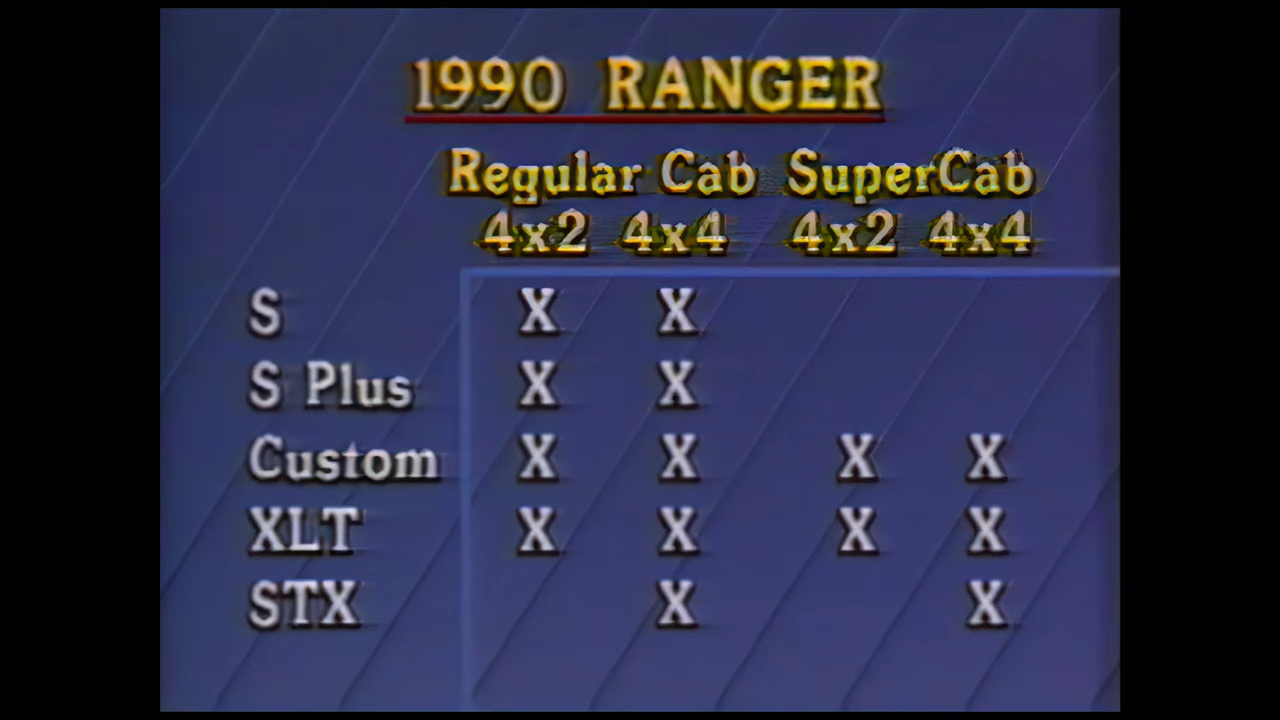 1990 RANGER
Regular Cab SuperCab
4x2 4x4 4x2 4x4
S X X
S Plus X X
Custom X X X X
XLT X X X X
STX X X